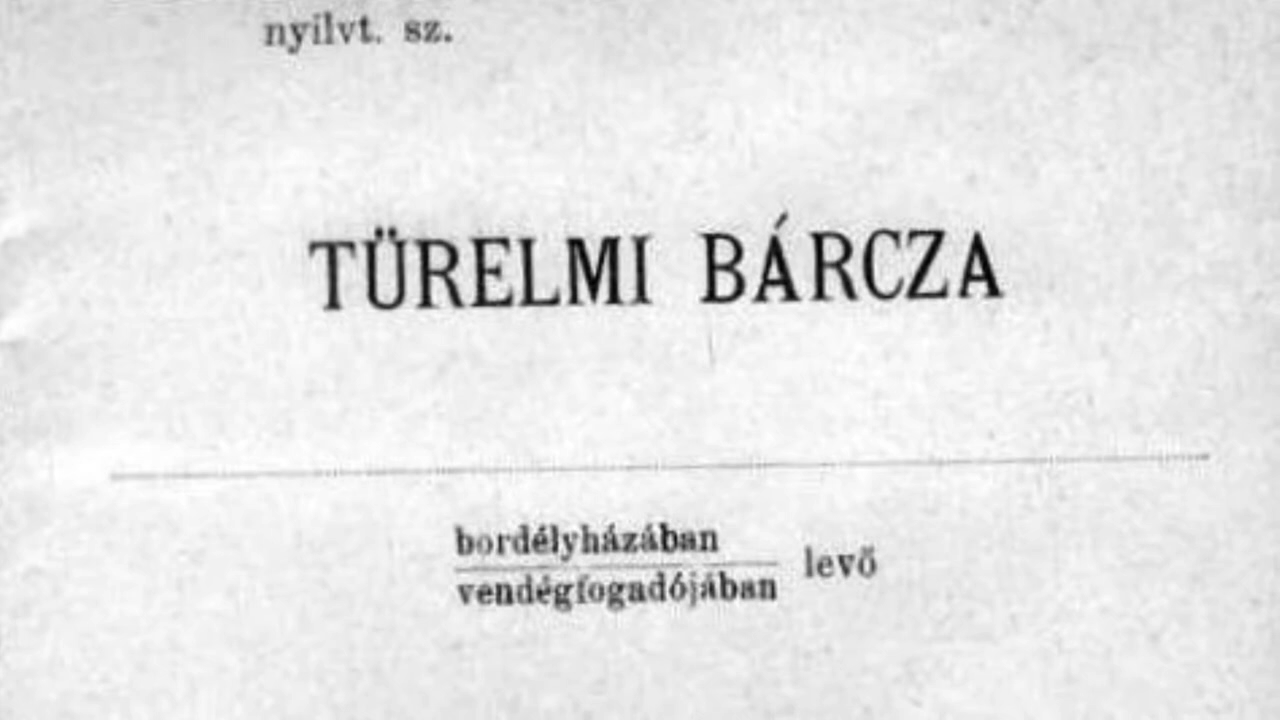 nyilvt. sz.
TÜRELMI BÁRCZA
bordélyházában
vendégfogadójában
levő